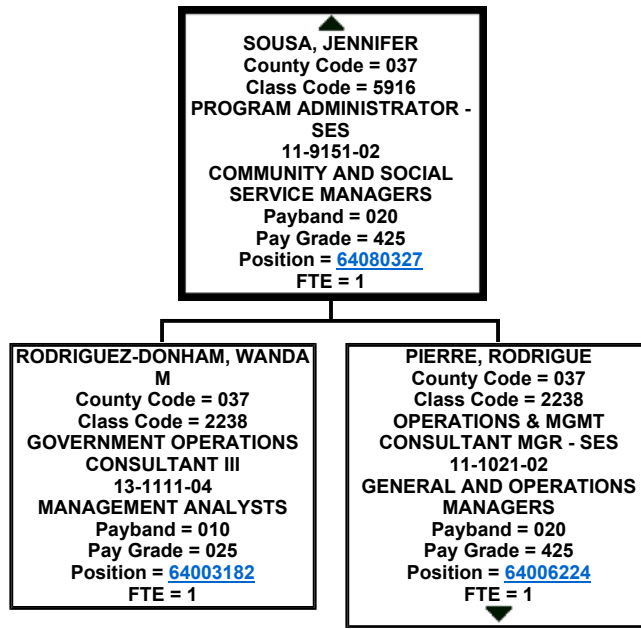 SOUSA, JENNIFER
County Code = 037
Class Code = 5916
PROGRAM ADMINISTRATOR -
SES
11-9151-02
COMMUNITY AND SOCIAL
SERVICE MANAGERS
Payband = 020
Pay Grade = 425
Position = 64080327
FTE = 1
RODRIGUEZ-DONHAM, WANDA
M
County Code = 037
Class Code = 2238
GOVERNMENT OPERATIONS
CONSULTANT III
13-1111-04
MANAGEMENT ANALYSTS
Payband = 010
Pay Grade = 025
Position = 64003182
FTE = 1
PIERRE, RODRIGUE
County Code = 037
Class Code = 2238
OPERATIONS & MGMT
CONSULTANT MGR - SES
11-1021-02
GENERAL AND OPERATIONS
MANAGERS
Payband = 020
Pay Grade = 425
Position = 64006224
FTE = 1